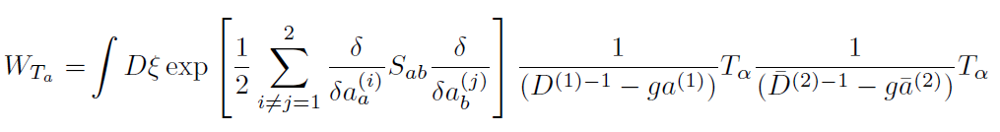 W_{T_a} = \int D\xi \exp \left[ \frac{1}{2} \sum_{i \neq j=1}^{2} \frac{\delta}{\delta a_a^{(i)}} S_{ab} \frac{\delta}{\delta a_b^{(j)}} \right] \frac{1}{(D^{(1)-1} - g a^{(1)})} T_\alpha \frac{1}{(\bar{D}^{(2)-1} - g \bar{a}^{(2)})} T_\alpha